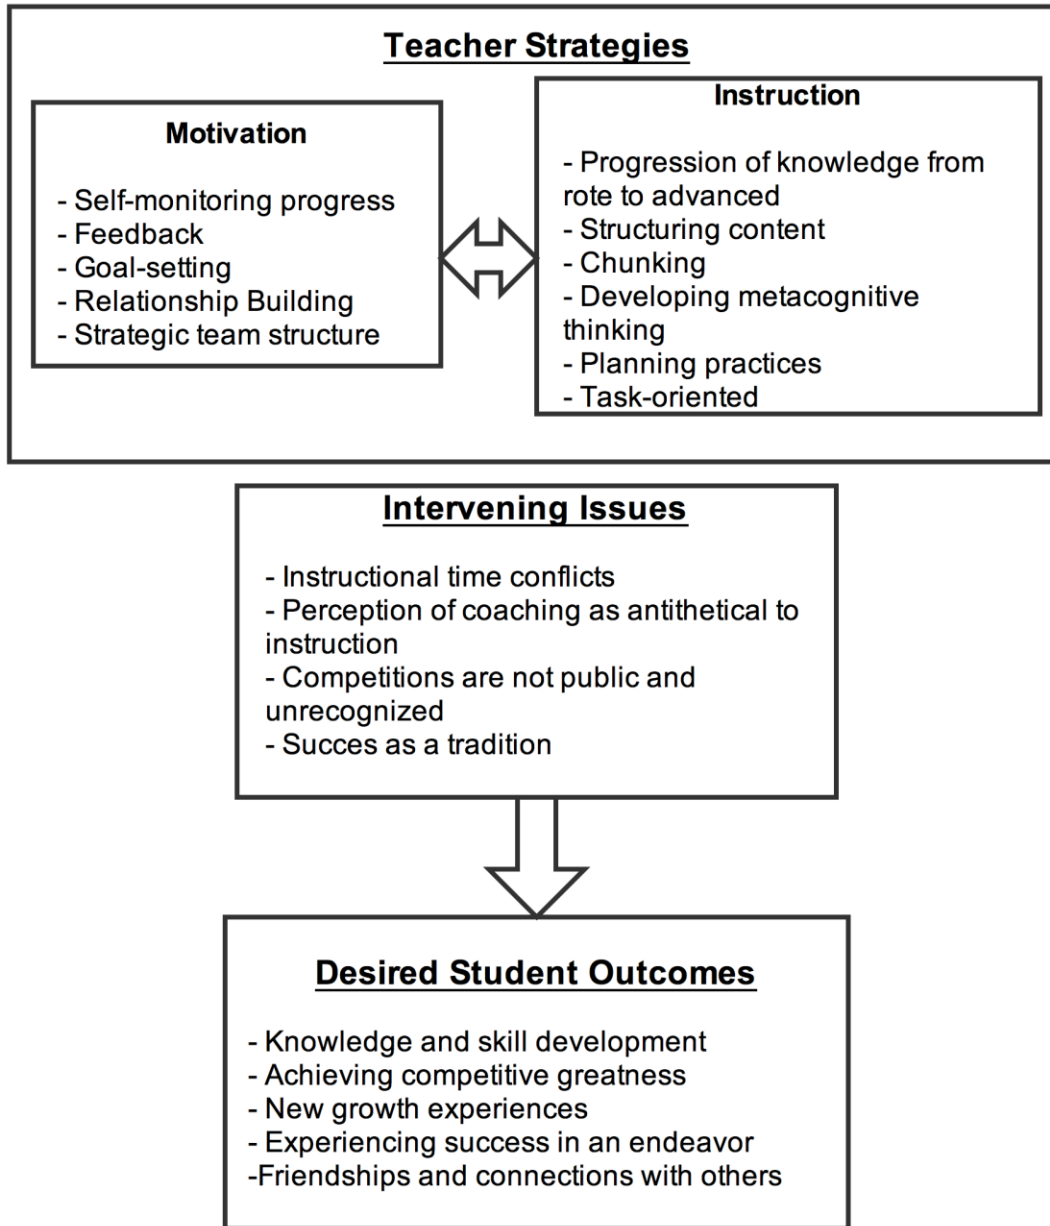 Teacher Strategies
Motivation
- Self-monitoring progress
- Feedback
- Goal-setting
- Relationship Building
- Strategic team structure
Instruction
- Progression of knowledge from
rote to advanced
- Structuring content
- Chunking
- Developing metacognitive
thinking
- Planning practices
- Task-oriented
Intervening Issues
- Instructional time conflicts
- Perception of coaching as antithetical to
instruction
- Competitions are not public and
unrecognized
- Succes as a tradition
Desired Student Outcomes
- Knowledge and skill development
- Achieving competitive greatness
- New growth experiences
- Experiencing success in an endeavor
-Friendships and connections with others